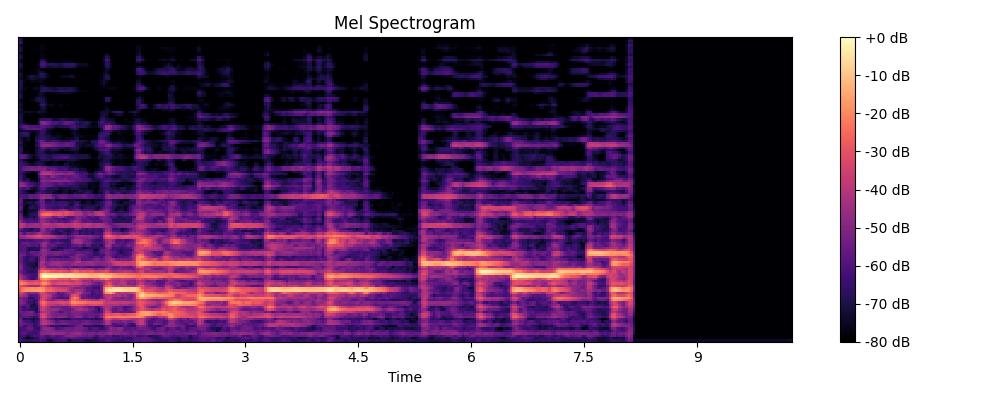 Mel Spectrogram
+0 dB
-10 dB
-20 dB
-30 dB
-40 dB
-50 dB
-60 dB
-70 dB
-80 dB
0 1.5 3 4.5 6 7.5 9
Time